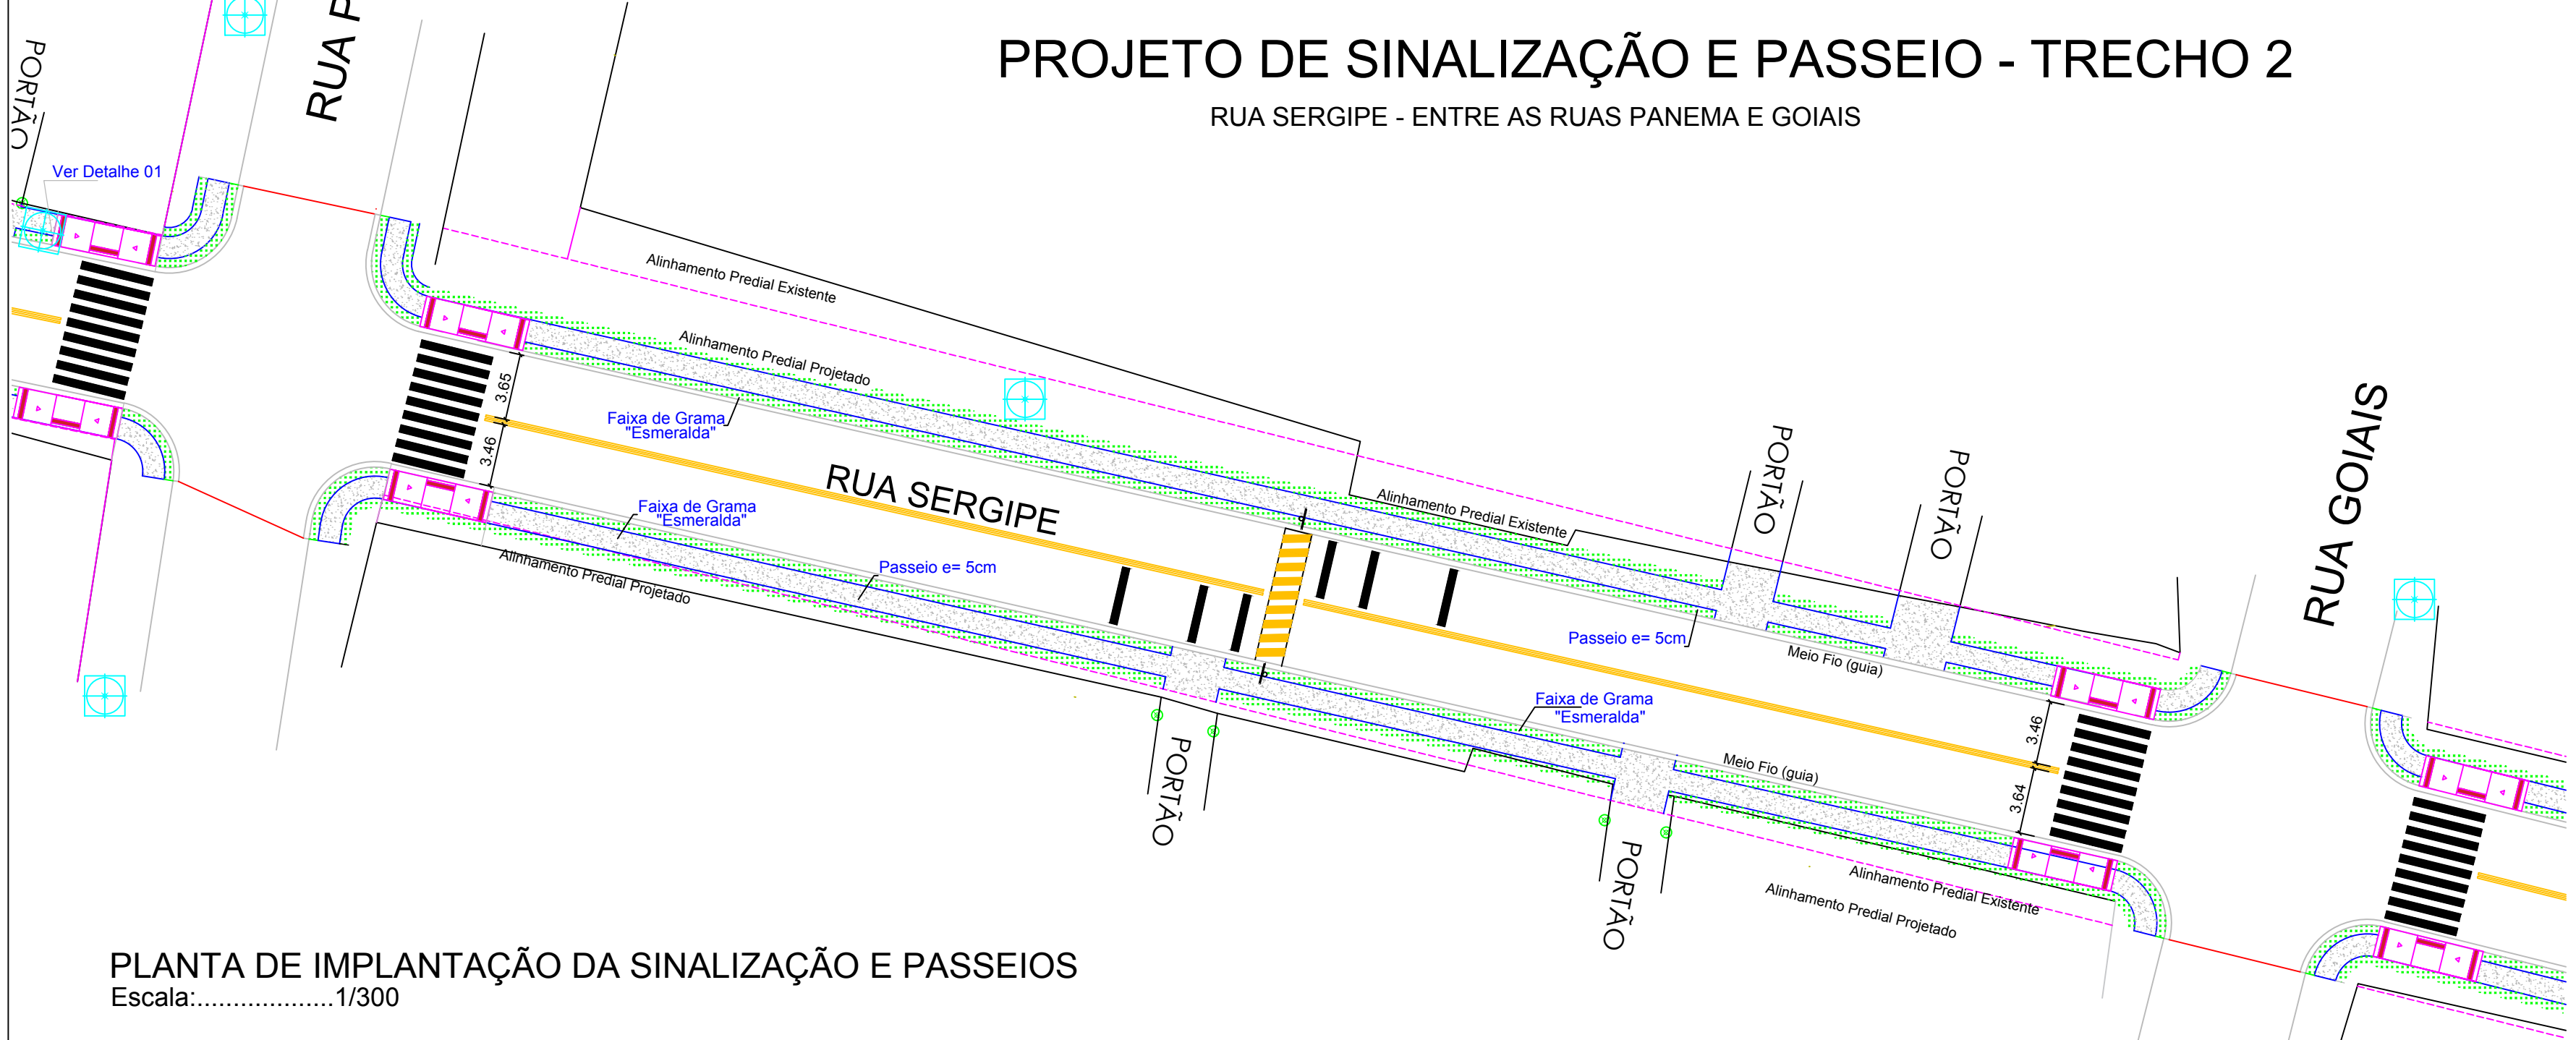 PROJETO DE SINALIZAÇÃO E PASSEIO - TRECHO 2
RUA SERGIPE - ENTRE AS RUAS PANEMA E GOIAIS
PORTÃO
RUA P
Ver Detalhe 01
Alinhamento Predial Existente
Alinhamento Predial Projetado
3.65
Faixa de Grama
"Esmeralda"
3.46
RUA SERGIPE
Faixa de Grama
"Esmeralda"
Alinhamento Predial Projetado
Passeio e= 5cm
Alinhamento Predial Existente
PORTÃO
PORTÃO
RUA GOIAIS
Passeio e= 5cm
Meio Fio (guia)
Faixa de Grama
"Esmeralda"
3.46
Meio Fio (guia)
3.64
PORTÃO
PORTÃO
Alinhamento Predial Existente
Alinhamento Predial Projetado
PLANTA DE IMPLANTAÇÃO DA SINALIZAÇÃO E PASSEIOS
Escala:...................1/300